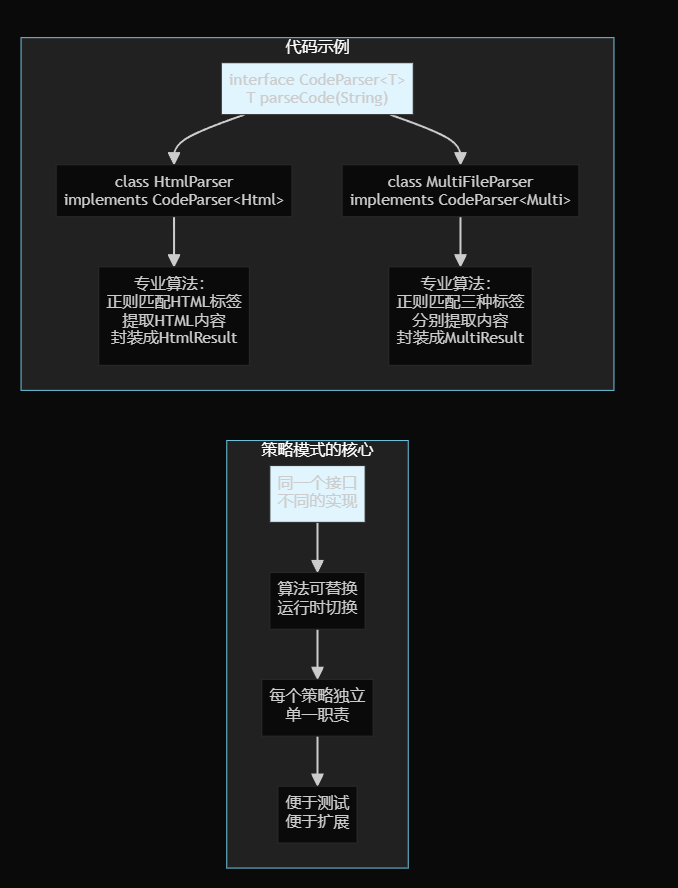 代码示例
interface CodeParser<T>
T parseCode(String)
class HtmlParser
implements CodeParser<Html>
class MultiFileParser
implements CodeParser<Multi>
专业算法：
正则匹配HTML标签
提取HTML内容
封装成HtmlResult
专业算法：
正则匹配三种标签
分别提取内容
封装成MultiResult
策略模式的核心
同一个接口
不同的实现
算法可替换
运行时切换
每个策略独立
单一职责
便于测试
便于扩展